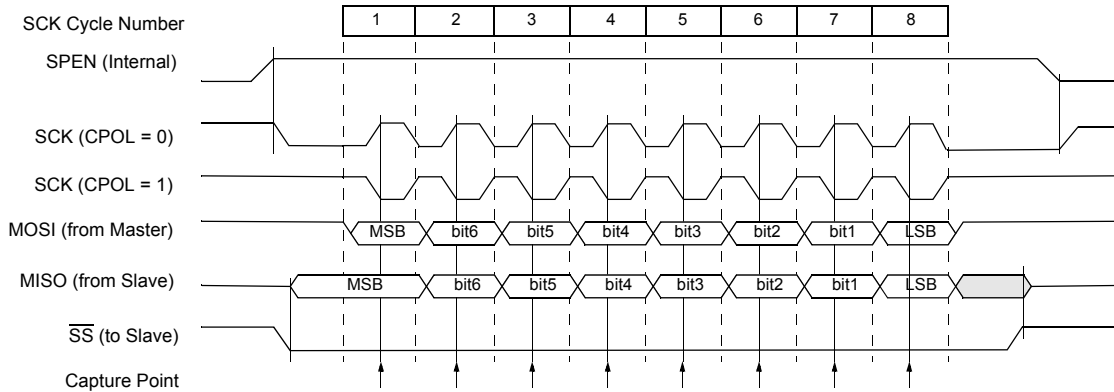 SCK Cycle Number 1 2 3 4 5 6 7 8
SPEN (Internal)
SCK (CPOL = 0)
SCK (CPOL = 1)
MOSI (from Master) MSB bit6 bit5 bit4 bit3 bit2 bit1 LSB
MISO (from Slave) MSB bit6 bit5 bit4 bit3 bit2 bit1 LSB
S̅S̅ (to Slave)
Capture Point